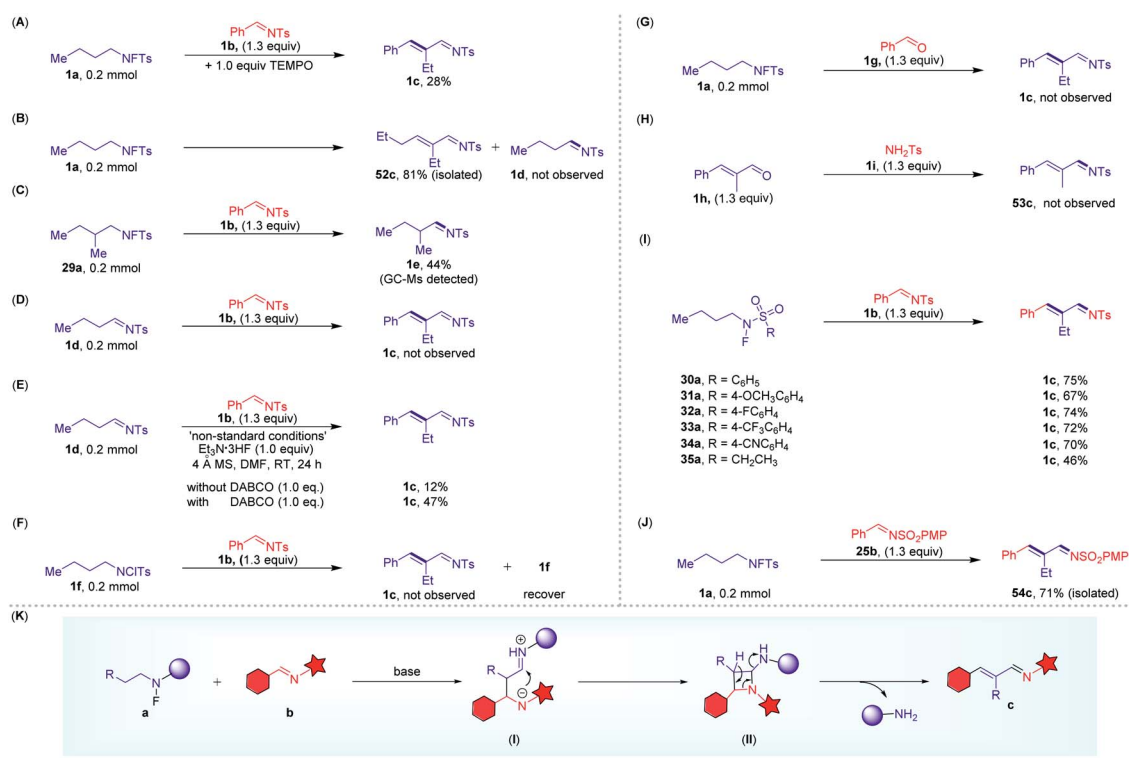 (A)
Ph NTs
1b, (1.3 equiv)
+ 1.0 equiv TEMPO
Me NFTs
1a, 0.2 mmol
Ph NTs
Et
1c, 28%
(B)
Me NFTs
1a, 0.2 mmol
Et NTs
Et
52c, 81% (isolated)
+
Me NTs
1d, not observed
(C)
Ph NTs
1b, (1.3 equiv)
Me NFTs
Me
29a, 0.2 mmol
Me NTs
Me
1e, 44%
(GC-Ms detected)
(D)
Ph NTs
1b, (1.3 equiv)
Me NTs
1d, 0.2 mmol
Ph NTs
Et
1c, not observed
(E)
Ph NTs
1b, (1.3 equiv)
'non-standard conditions'
Et3N•3HF (1.0 equiv)
4 Å MS, DMF, RT, 24 h
Me NTs
1d, 0.2 mmol
Ph NTs
Et
without DABCO (1.0 eq.) 1c, 12%
with DABCO (1.0 eq.) 1c, 47%
(F)
Ph NTs
1b, (1.3 equiv)
Me NClTs
1f, 0.2 mmol
Ph NTs
Et
1c, not observed
+ 1f
recover
(G)
Ph O
1g, (1.3 equiv)
Me NFTs
1a, 0.2 mmol
Ph NTs
Et
1c, not observed
(H)
NH2Ts
1i, (1.3 equiv)
Ph O
1h, (1.3 equiv)
Ph NTs
53c, not observed
(I)
Ph NTs
1b, (1.3 equiv)
Me N S O O
F R
Ph NTs
Et
30a, R = C6H5 1c, 75%
31a, R = 4-OCH3C6H4 1c, 67%
32a, R = 4-FC6H4 1c, 74%
33a, R = 4-CF3C6H4 1c, 72%
34a, R = 4-CNC6H4 1c, 70%
35a, R = CH2CH3 1c, 46%
(J)
Ph NSO2PMP
25b, (1.3 equiv)
Me NFTs
1a, 0.2 mmol
Ph NSO2PMP
Et
54c, 71% (isolated)
(K)
R N
F
a
+
N
b
base
⊕
HN
R
⊖
N
(I)
R H NH
N
(II)
NH2
N
R
c